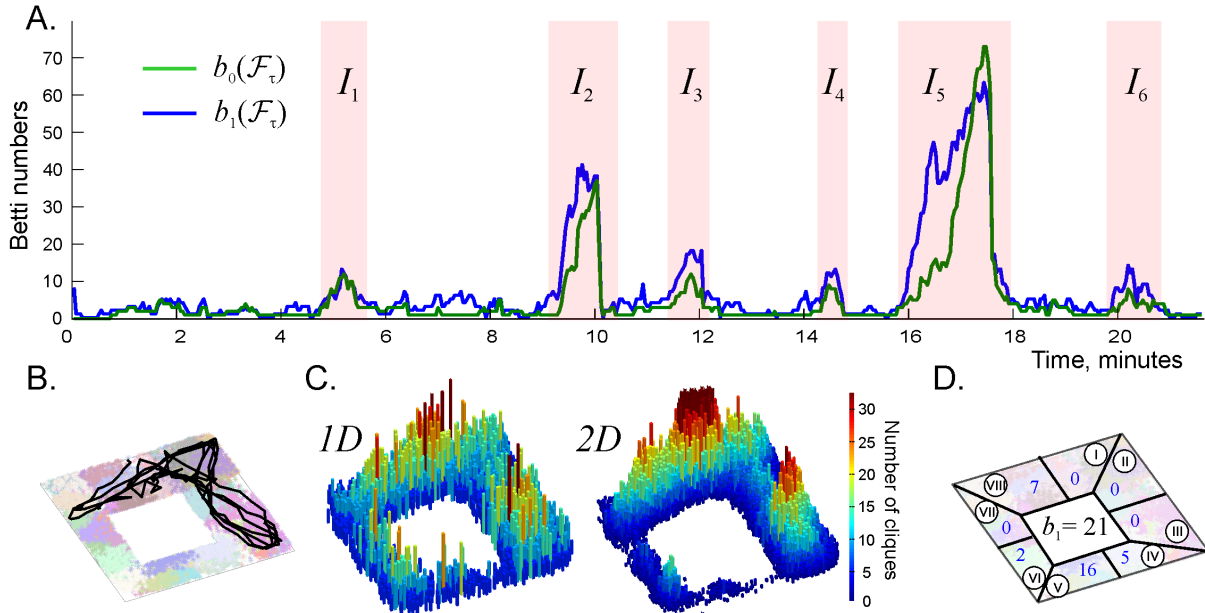 A.
70
60
50
40
30
20
10
0
Betti numbers
b₀(ℱτ)
b₁(ℱτ)
I₁ I₂ I₃ I₄ I₅ I₆
0 2 4 6 8 10 12 14 16 18 20
Time, minutes
B.
C.
1D
2D
30
25
20
15
10
5
0
Number of cliques
D.
I
II
III
IV
V
VI
VII
VIII
7
0
0
0
0
2
16
5
b₁= 21